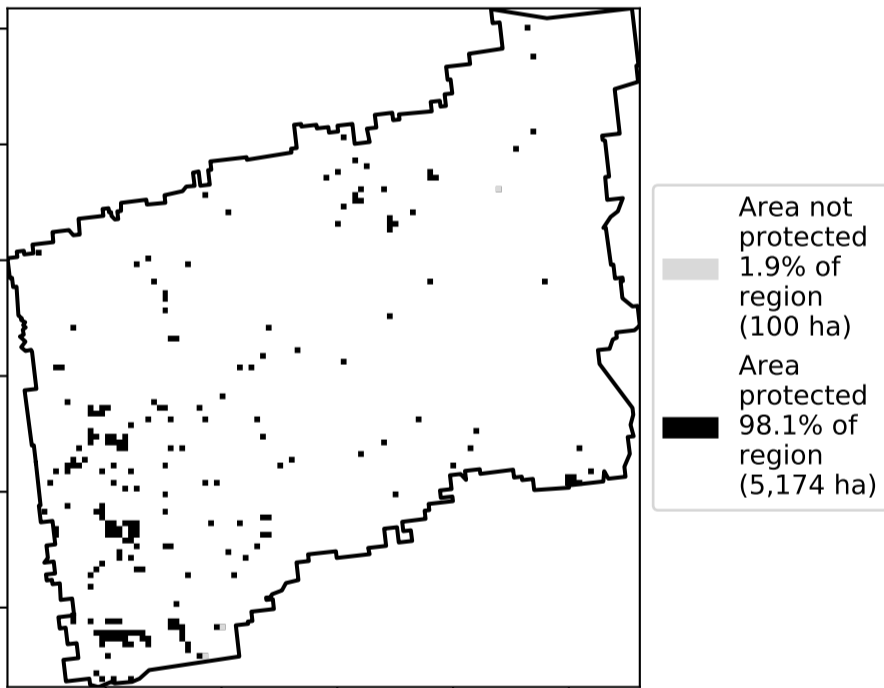 Area not
protected
1.9% of
region
(100 ha)
Area
protected
98.1% of
region
(5,174 ha)